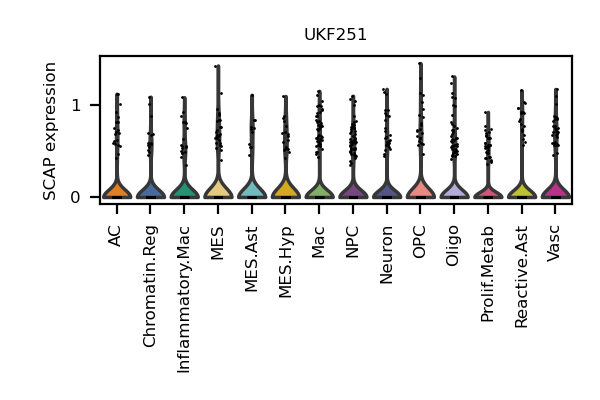 UKF251
SCAP expression
1
0
AC
Chromatin.Reg
Inflammatory.Mac
MES
MES.Ast
MES.Hyp
Mac
NPC
Neuron
OPC
Oligo
Prolif.Metab
Reactive.Ast
Vasc